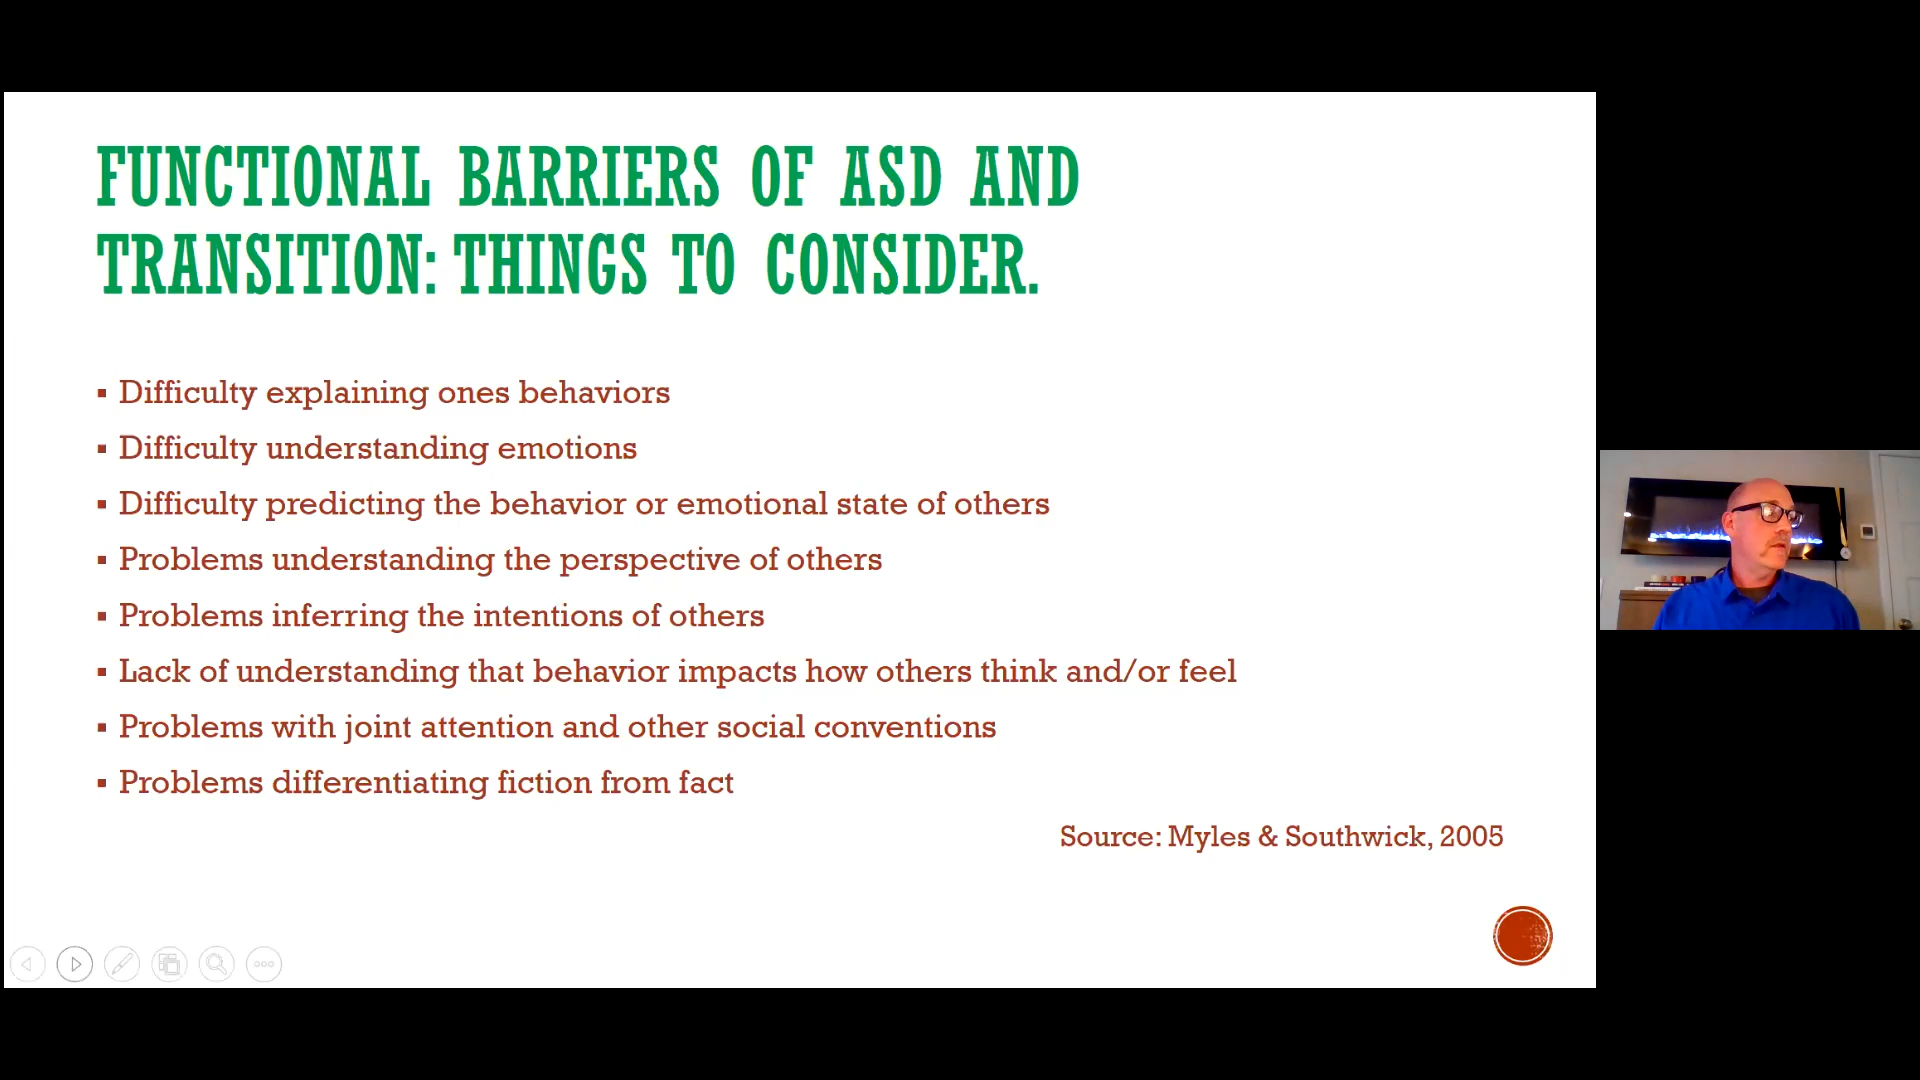 FUNCTIONAL BARRIERS OF ASD AND
TRANSITION: THINGS TO CONSIDER.
▪ Difficulty explaining ones behaviors
▪ Difficulty understanding emotions
▪ Difficulty predicting the behavior or emotional state of others
▪ Problems understanding the perspective of others
▪ Problems inferring the intentions of others
▪ Lack of understanding that behavior impacts how others think and/or feel
▪ Problems with joint attention and other social conventions
▪ Problems differentiating fiction from fact
Source: Myles & Southwick, 2005